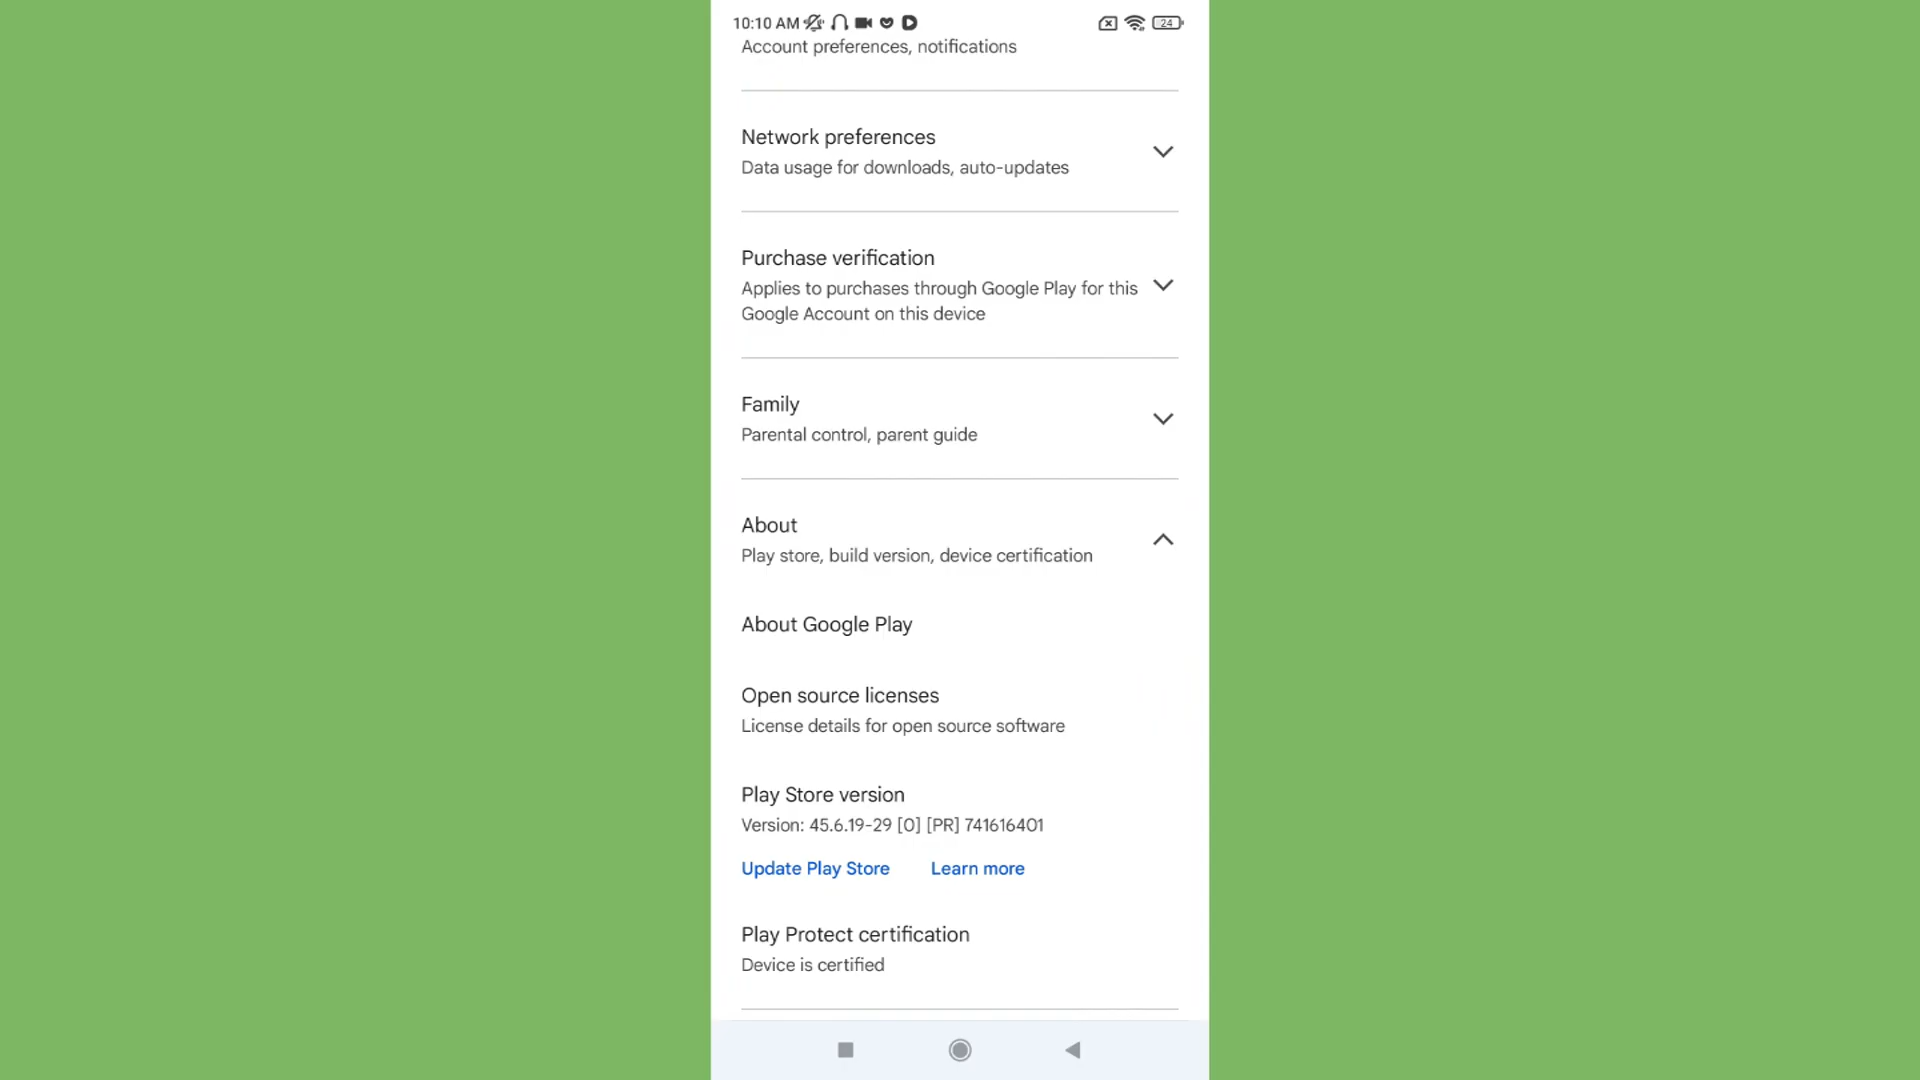 10:10 AM
24
Account preferences, notifications
Network preferences
Data usage for downloads, auto-updates
Purchase verification
Applies to purchases through Google Play for this
Google Account on this device
Family
Parental control, parent guide
About
Play store, build version, device certification
About Google Play
Open source licenses
License details for open source software
Play Store version
Version: 45.6.19-29 [0] [PR] 741616401
Update Play Store Learn more
Play Protect certification
Device is certified